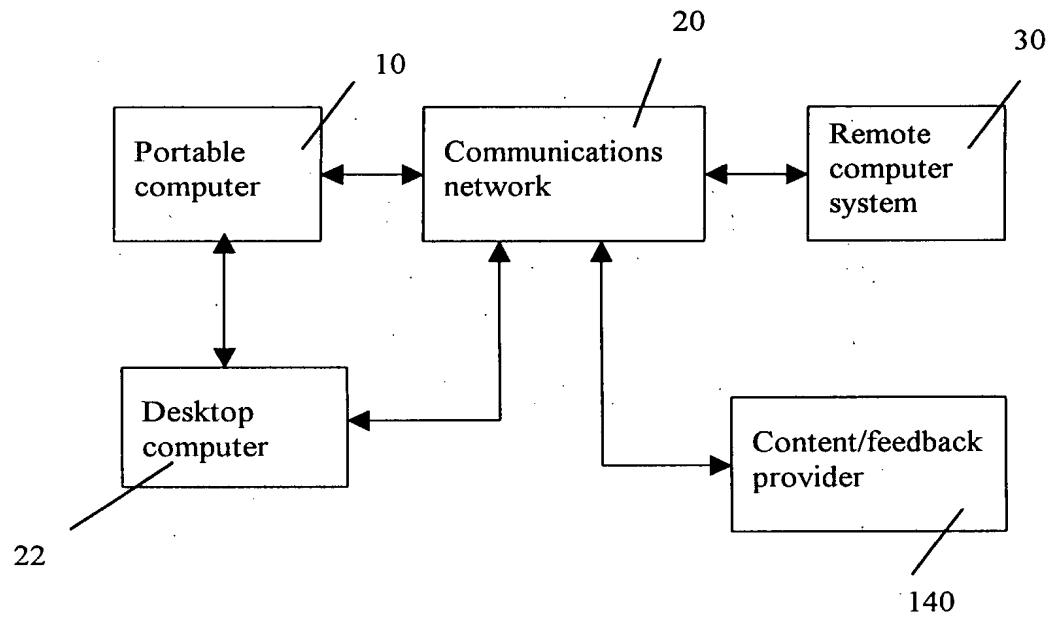 20
30
10
Portable
computer
Communications
network
Remote
computer
system
Desktop
computer
Content/feedback
provider
22
140